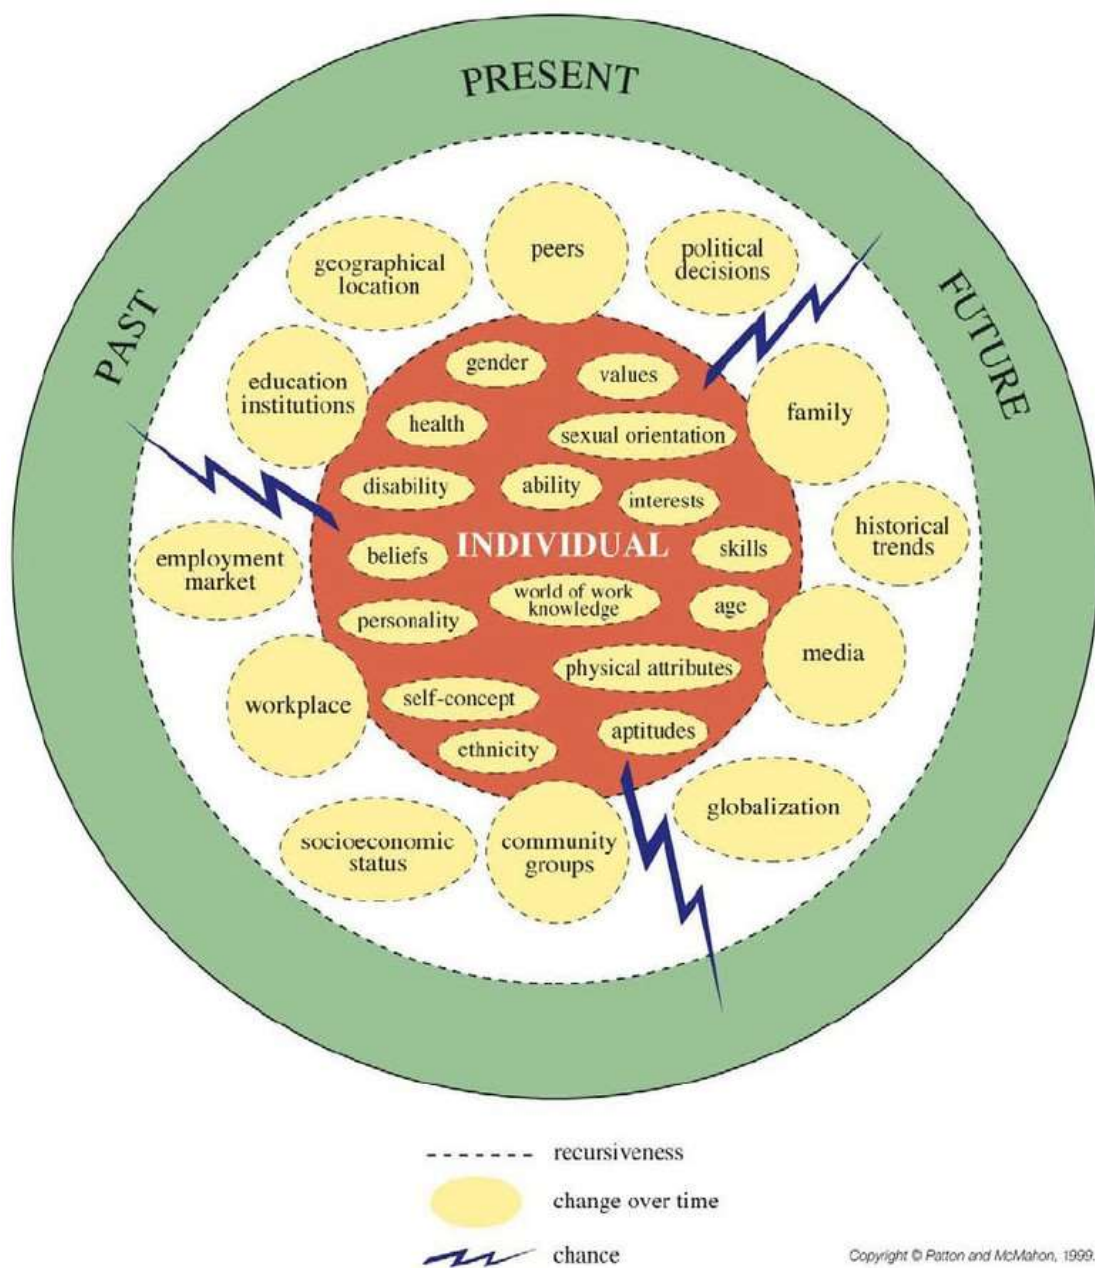 PRESENT
PAST
FUTURE
peers
political
decisions
geographical
location
gender
values
education
institutions
family
health
sexual orientation
disability
ability
interests
historical
trends
employment
market
beliefs
INDIVIDUAL
skills
world of work
knowledge
age
personality
media
physical attributes
workplace
self-concept
aptitudes
ethnicity
globalization
socioeconomic
status
community
groups
recursiveness
change over time
chance
Copyright © Patton and McMahon, 1999.